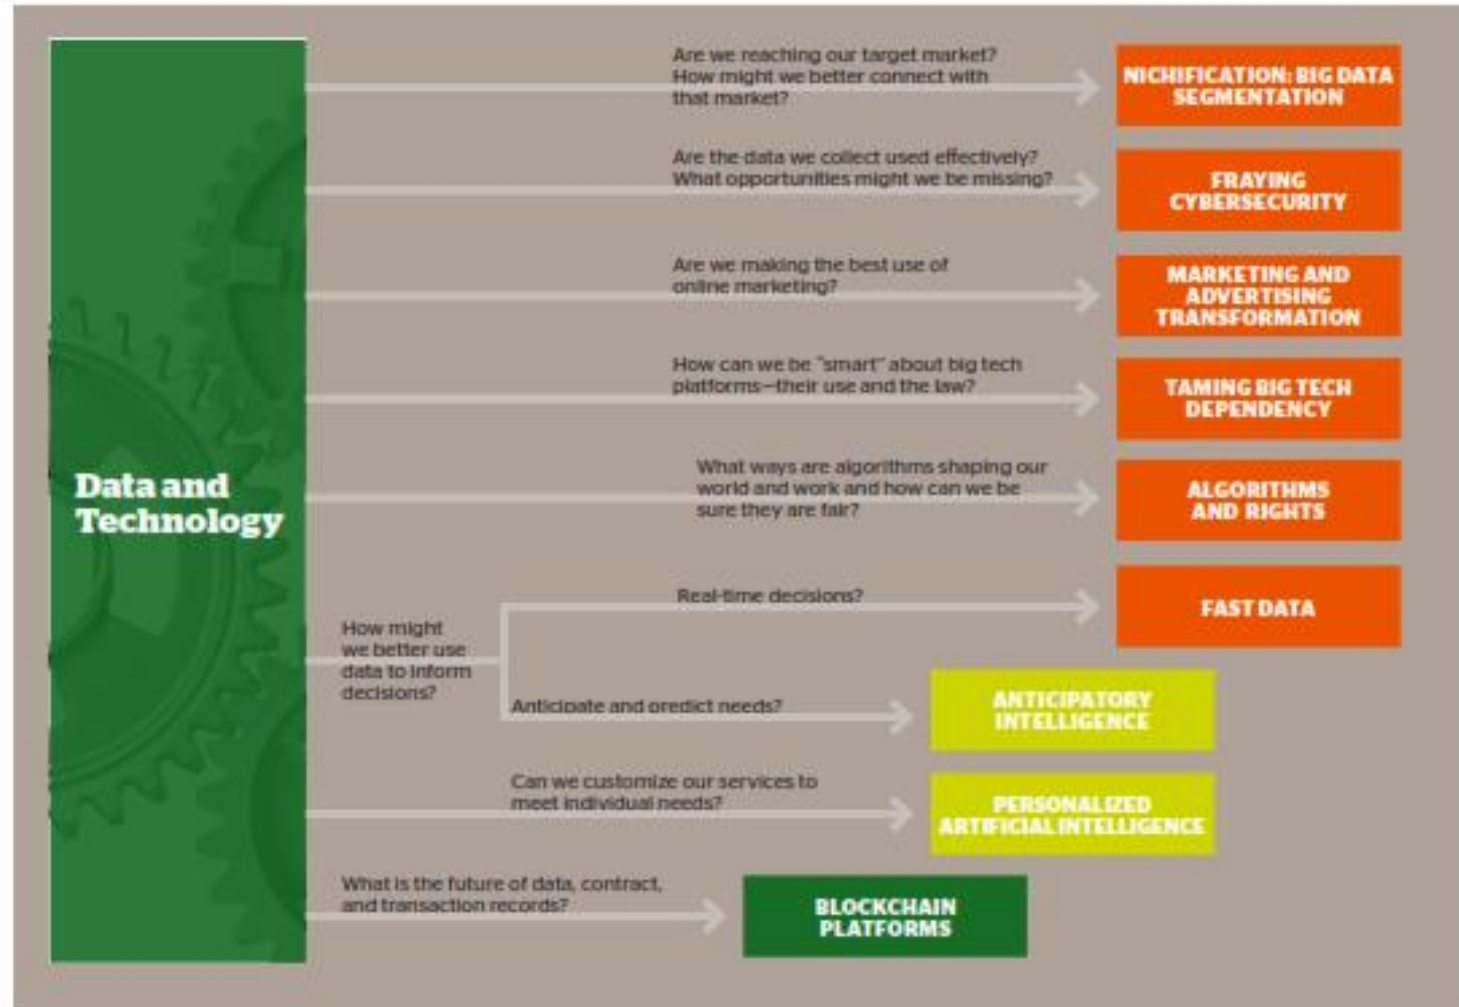 Data and
Technology
Are we reaching our target market?
How might we better connect with
that market?
NICHIFICATION: BIG DATA
SEGMENTATION
Are the data we collect used effectively?
What opportunities might we be missing?
FRAYING
CYBERSECURITY
Are we making the best use of
online marketing?
MARKETING AND
ADVERTISING
TRANSFORMATION
How can we be "smart" about big tech
platforms—their use and the law?
TAMING BIG TECH
DEPENDENCY
What ways are algorithms shaping our
world and work and how can we be
sure they are fair?
ALGORITHMS
AND RIGHTS
How might
we better use
data to inform
decisions?
Real-time decisions?
FAST DATA
Anticipate and predict needs?
ANTICIPATORY
INTELLIGENCE
Can we customize our services to
meet individual needs?
PERSONALIZED
ARTIFICIAL INTELLIGENCE
What is the future of data, contract,
and transaction records?
BLOCKCHAIN
PLATFORMS